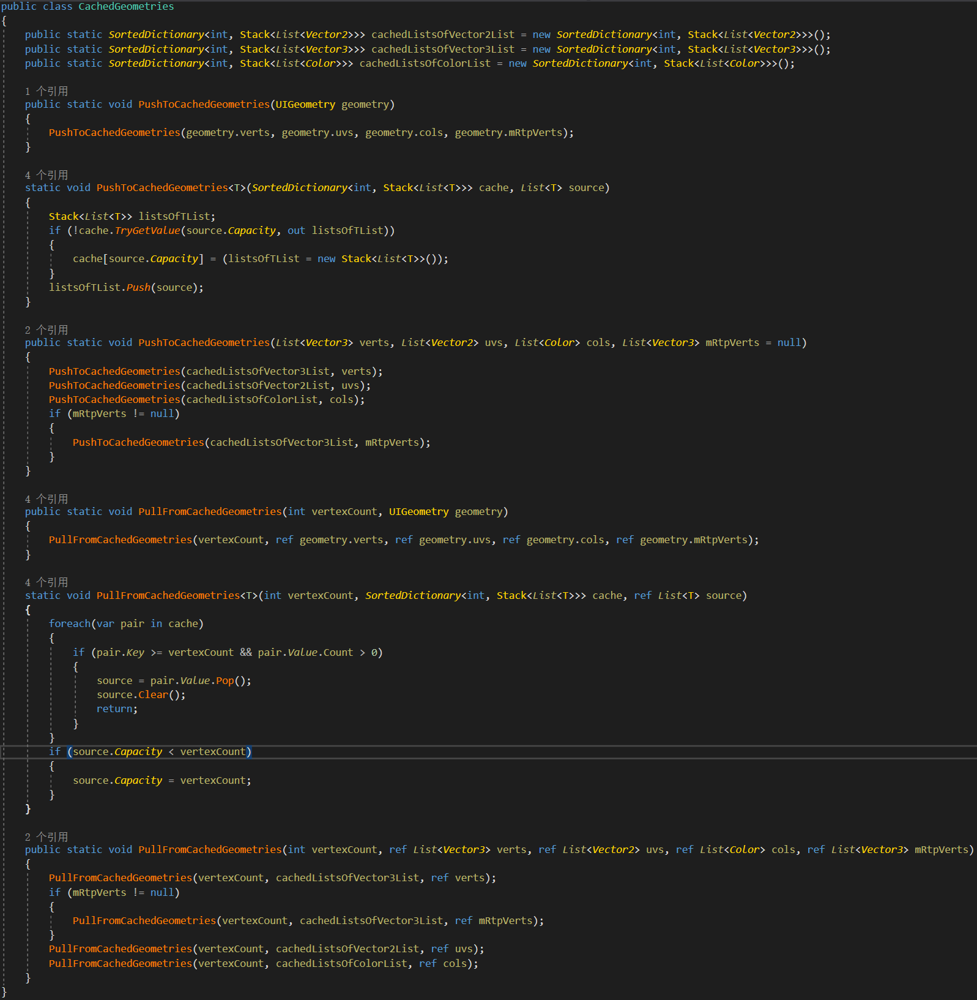 public class CachedGeometries
{
    public static SortedDictionary<int, Stack<List<Vector2>>> cachedListsOfVector2List = new SortedDictionary<int, Stack<List<Vector2>>>();
    public static SortedDictionary<int, Stack<List<Vector3>>> cachedListsOfVector3List = new SortedDictionary<int, Stack<List<Vector3>>>();
    public static SortedDictionary<int, Stack<List<Color>>> cachedListsOfColorList = new SortedDictionary<int, Stack<List<Color>>>();

    1 个引用
    public static void PushToCachedGeometries(UIGeometry geometry)
    {
        PushToCachedGeometries(geometry.verts, geometry.uvs, geometry.cols, geometry.mRtpVerts);
    }

    4 个引用
    static void PushToCachedGeometries<T>(SortedDictionary<int, Stack<List<T>>> cache, List<T> source)
    {
        Stack<List<T>> listsOfTList;
        if (!cache.TryGetValue(source.Capacity, out listsOfTList))
        {
            cache[source.Capacity] = (listsOfTList = new Stack<List<T>>());
        }
        listsOfTList.Push(source);
    }

    2 个引用
    public static void PushToCachedGeometries(List<Vector3> verts, List<Vector2> uvs, List<Color> cols, List<Vector3> mRtpVerts = null)
    {
        PushToCachedGeometries(cachedListsOfVector3List, verts);
        PushToCachedGeometries(cachedListsOfVector2List, uvs);
        PushToCachedGeometries(cachedListsOfColorList, cols);
        if (mRtpVerts != null)
        {
            PushToCachedGeometries(cachedListsOfVector3List, mRtpVerts);
        }
    }

    4 个引用
    public static void PullFromCachedGeometries(int vertexCount, UIGeometry geometry)
    {
        PullFromCachedGeometries(vertexCount, ref geometry.verts, ref geometry.uvs, ref geometry.cols, ref geometry.mRtpVerts);
    }

    4 个引用
    static void PullFromCachedGeometries<T>(int vertexCount, SortedDictionary<int, Stack<List<T>>> cache, ref List<T> source)
    {
        foreach(var pair in cache)
        {
            if (pair.Key >= vertexCount && pair.Value.Count > 0)
            {
                source = pair.Value.Pop();
                source.Clear();
                return;
            }
        }
        if (source.Capacity < vertexCount)
        {
            source.Capacity = vertexCount;
        }
    }

    2 个引用
    public static void PullFromCachedGeometries(int vertexCount, ref List<Vector3> verts, ref List<Vector2> uvs, ref List<Color> cols, ref List<Vector3> mRtpVerts)
    {
        PullFromCachedGeometries(vertexCount, cachedListsOfVector3List, ref verts);
        if (mRtpVerts != null)
        {
            PullFromCachedGeometries(vertexCount, cachedListsOfVector3List, ref mRtpVerts);
        }
        PullFromCachedGeometries(vertexCount, cachedListsOfVector2List, ref uvs);
        PullFromCachedGeometries(vertexCount, cachedListsOfColorList, ref cols);
    }
}